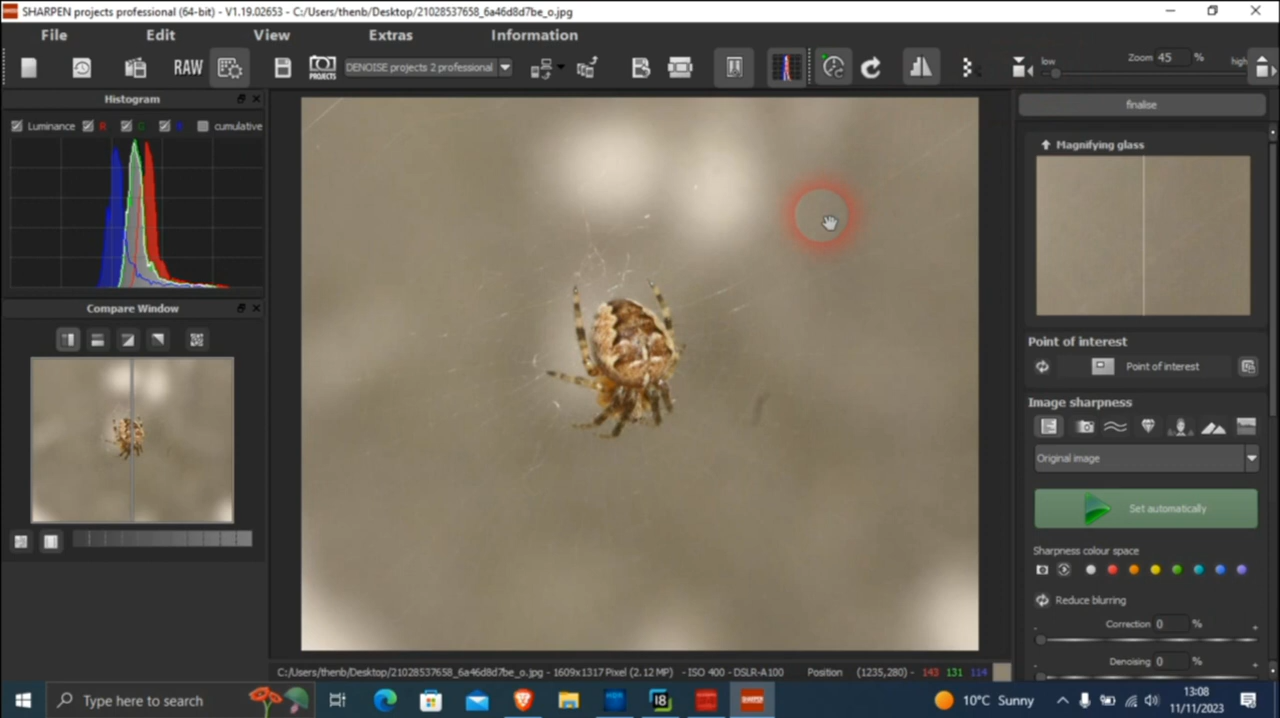 SHARPEN projects professional (64-bit) - V1.19.02653 - C:/Users/thenb/Desktop/21028537658_6a46d8d7be_o.jpg
File Edit View Extras Information
RAW PROJECTS DENOISE projects 2 professional low Zoom 45 % high
Histogram
finalise
Luminance R G B cumulative
Magnifying glass
Compare Window
Point of interest
Point of interest
Image sharpness
Original image
Set automatically
Sharpness colour space
Reduce blurring
Correction 0 %
Denoising 0 %
C:/Users/thenb/Desktop/21028537658_6a46d8d7be_o.jpg - 1609x1317 Pixel (2.12 MP) - ISO 400 - DSLR-A100 Position (1235,280) - 143 131 114
Type here to search 10°C Sunny 13:08
11/11/2023